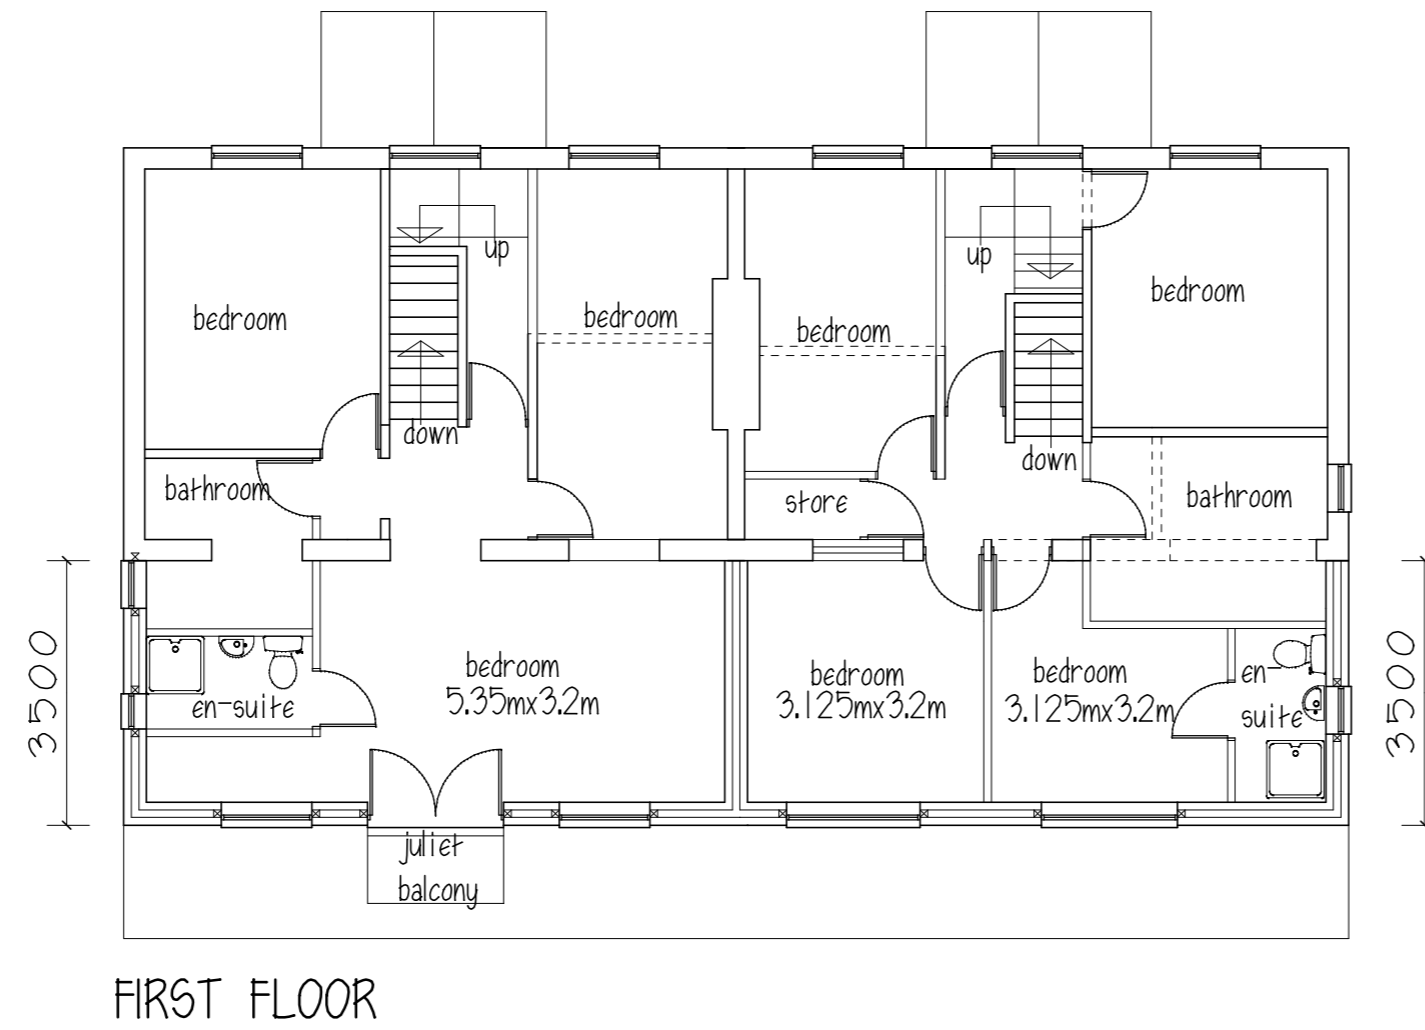 up
up
bedroom
bedroom
bedroom
bedroom
down
down
bathroom
store
bathroom
3500
bedroom
5.35mx3.2m
bedroom
3.125mx3.2m
bedroom
3.125mx3.2m
en-
suite
en-suite
3500
juliet
balcony
FIRST FLOOR